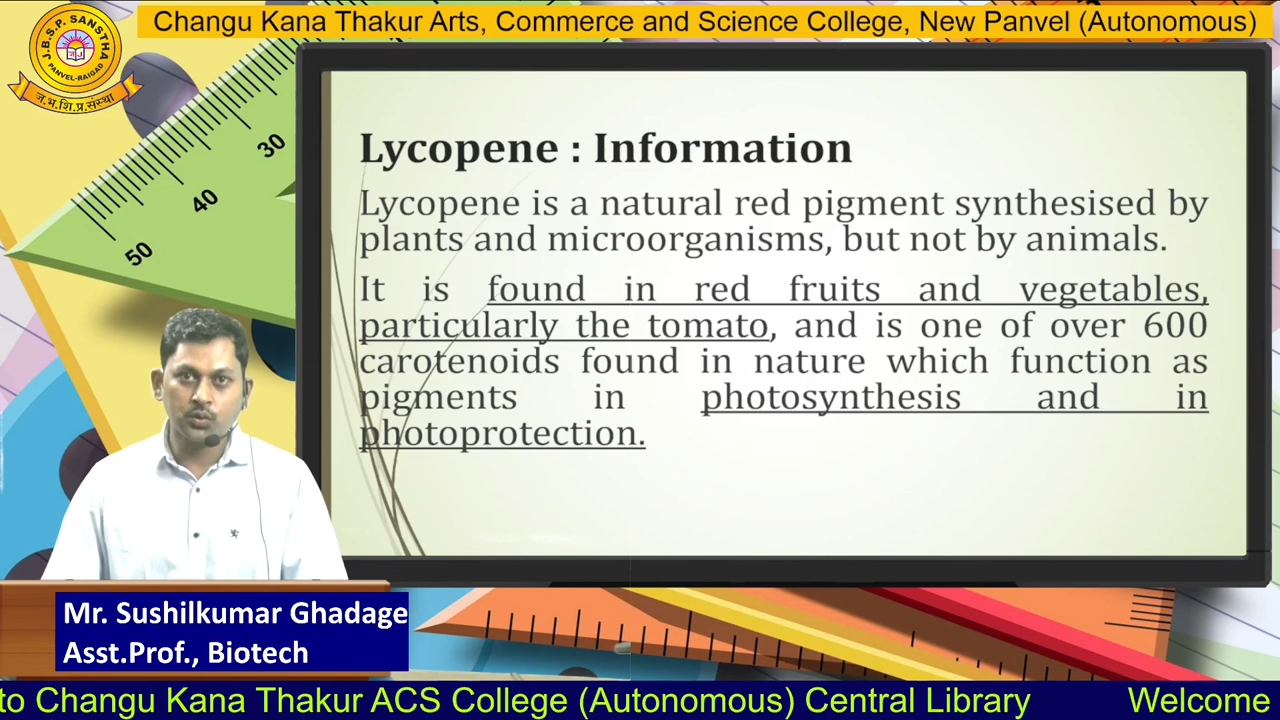 Changu Kana Thakur Arts, Commerce and Science College, New Panvel (Autonomous)
J.B.S.P. SANSTHA
PANVEL-RAIGAD
ज.भ.शि.प्र.संस्था
30
40
50
Lycopene : Information
Lycopene is a natural red pigment synthesised by
plants and microorganisms, but not by animals.
It is found in red fruits and vegetables,
particularly the tomato, and is one of over 600
carotenoids found in nature which function as
pigments in photosynthesis and in
photoprotection.
Mr. Sushilkumar Ghadage
Asst.Prof., Biotech
to Changu Kana Thakur ACS College (Autonomous) Central Library Welcome